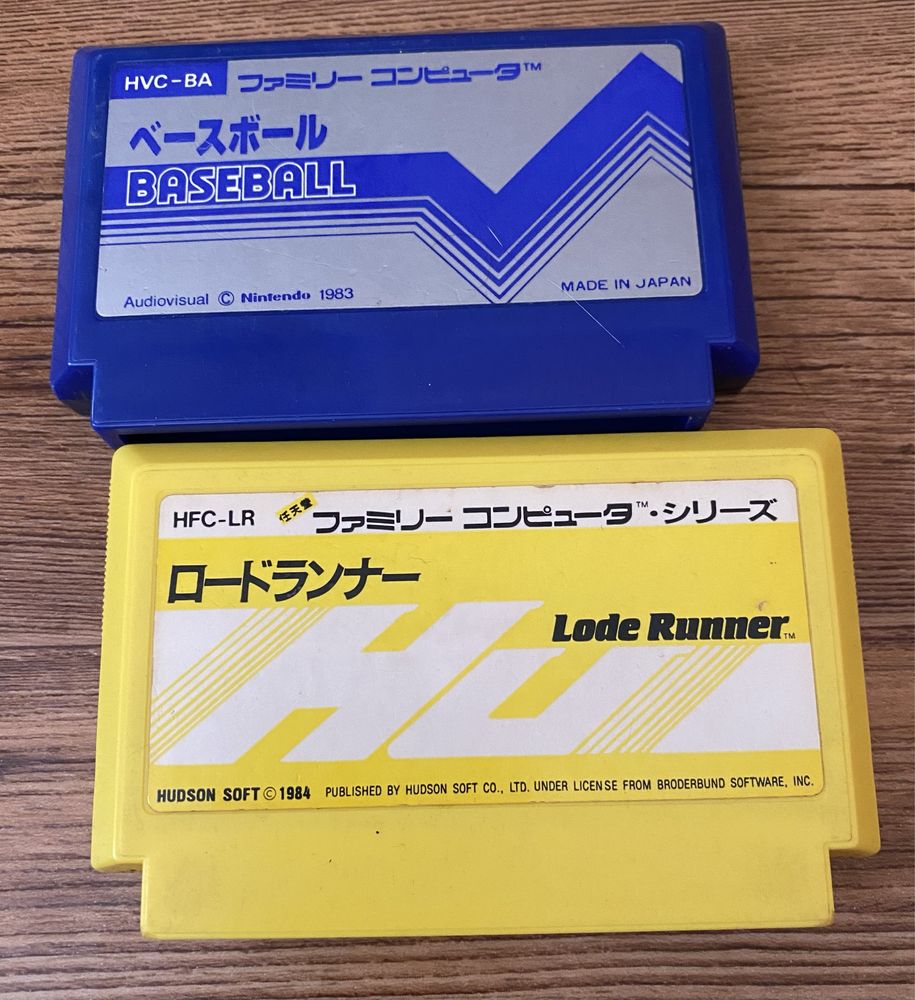 HVC-BA ファミリー コンピュータ™
ベースボール
BASEBALL
Audiovisual © Nintendo 1983
MADE IN JAPAN
HFC-LR 任天堂 ファミリー コンピュータ™・シリーズ
ロードランナー
Lode Runner™
Hu
HUDSON SOFT © 1984 PUBLISHED BY HUDSON SOFT CO., LTD. UNDER LICENSE FROM BRODERBUND SOFTWARE, INC.